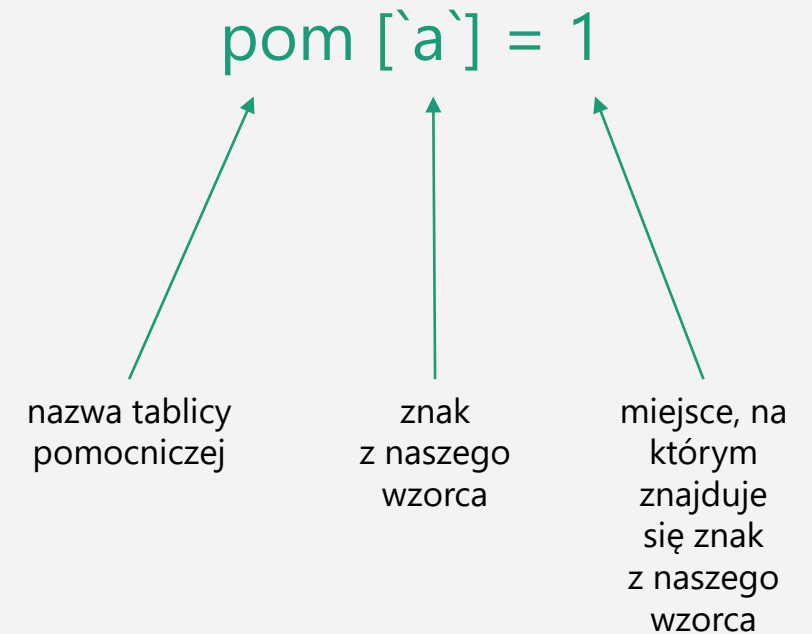 pom [`a`] = 1
nazwa tablicy
pomocniczej
znak
z naszego
wzorca
miejsce, na
którym
znajduje
się znak
z naszego
wzorca